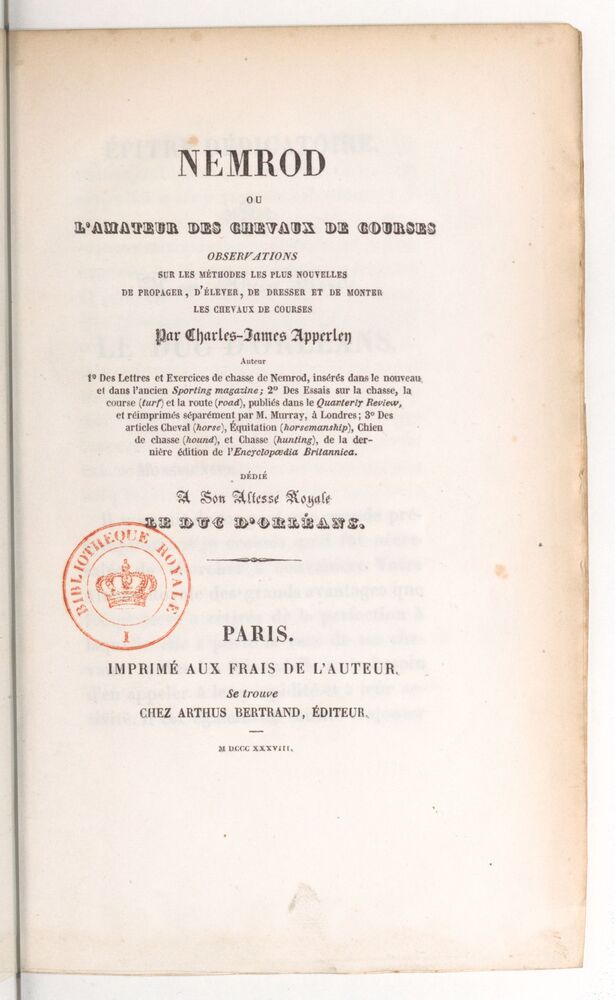 NEMROD
OU
L'AMATEUR DES CHEVAUX DE COURSES
OBSERVATIONS
SUR LES MÉTHODES LES PLUS NOUVELLES
DE PROPAGER, D'ÉLEVER, DE DRESSER ET DE MONTER
LES CHEVAUX DE COURSES
Par Charles-James Apperley
Auteur
1º Des Lettres et Exercices de chasse de Nemrod, insérés dans le nouveau
et dans l'ancien Sporting magazine; 2º Des Essais sur la chasse, la
course (turf) et la route (road), publiés dans le Quarterly Review,
et réimprimés séparément par M. Murray, à Londres; 3º Des
articles Cheval (horse), Équitation (horsemanship), Chien
de chasse (hound), et Chasse (hunting), de la der-
nière édition de l'Encyclopædia Britannica.
DÉDIÉ
A Son Altesse Royale
LE DUC D'ORLÉANS.
BIBLIOTHEQUE ROYALE
I
PARIS.
IMPRIMÉ AUX FRAIS DE L'AUTEUR.
Se trouve
CHEZ ARTHUS BERTRAND, ÉDITEUR.
M DCCC XXXVIII.